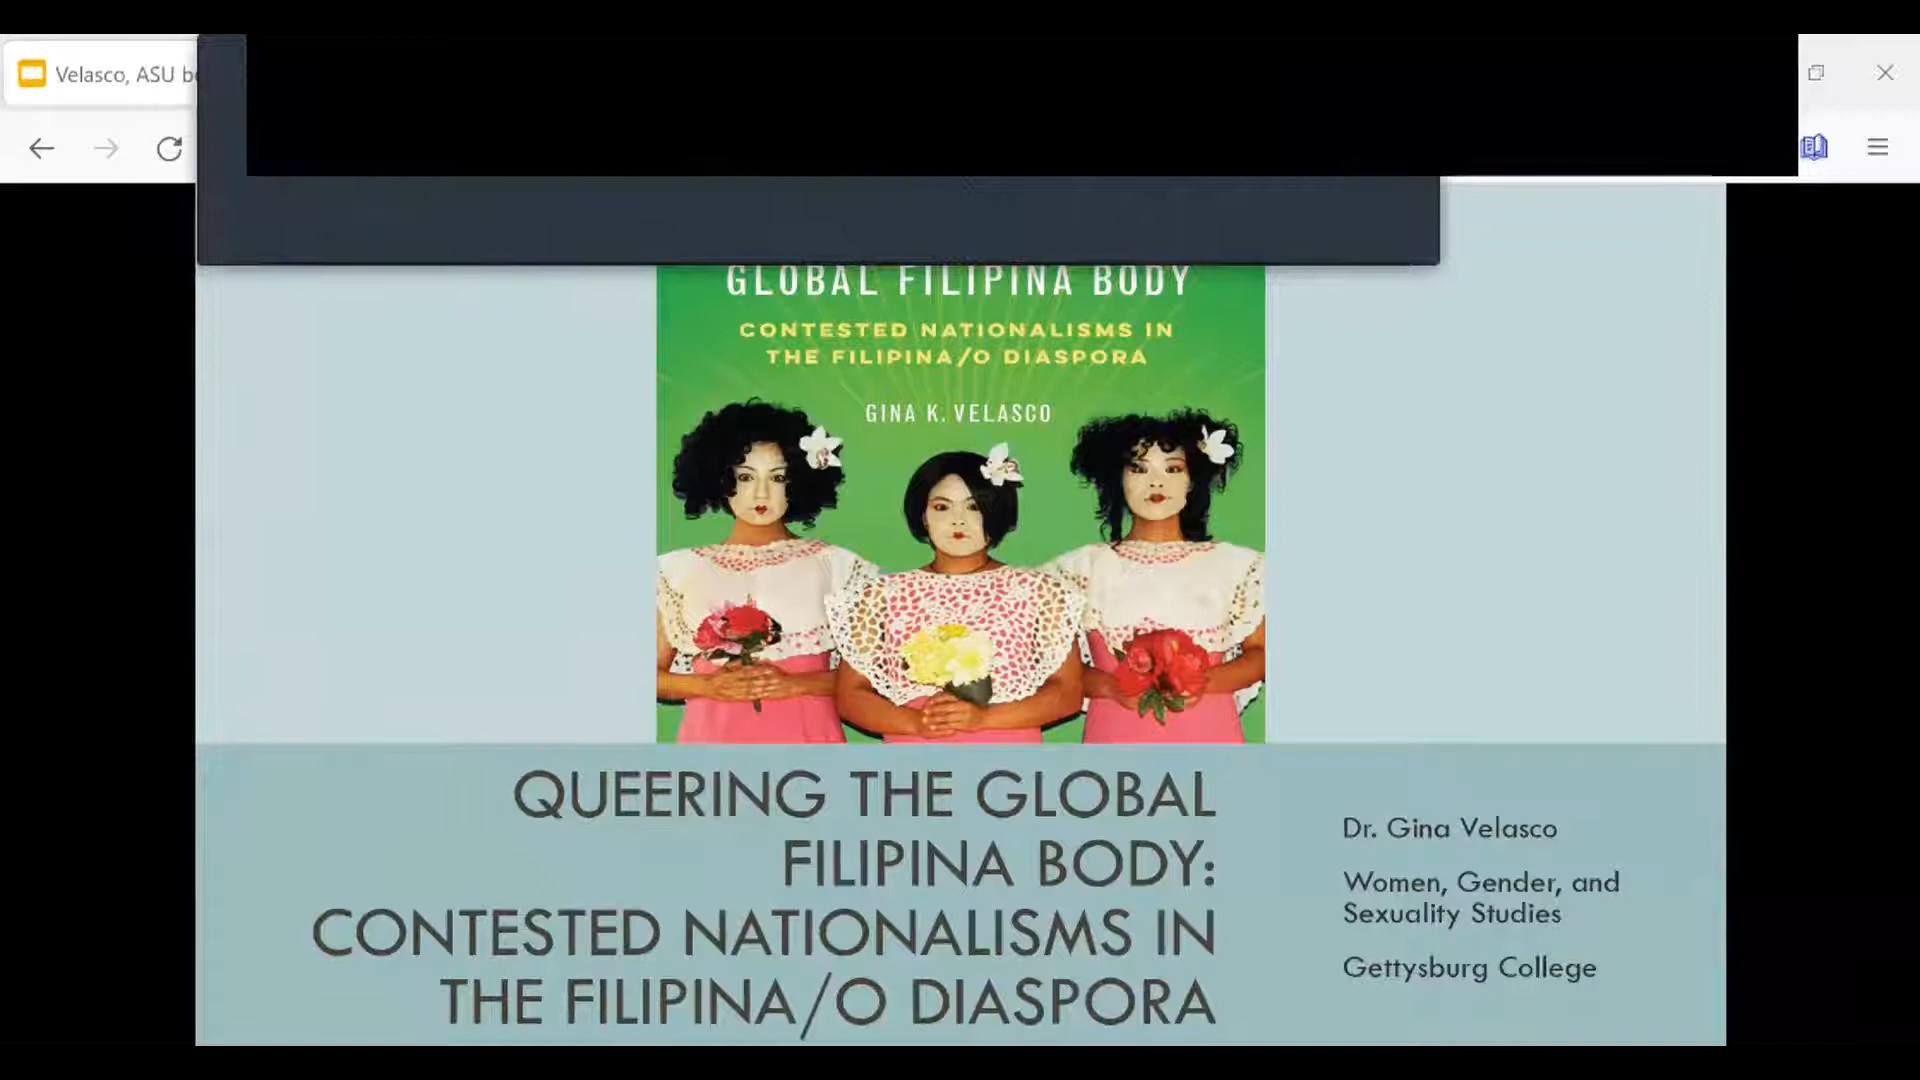 Velasco, ASU b
GLOBAL FILIPINA BODY
CONTESTED NATIONALISMS IN
THE FILIPINA/O DIASPORA
GINA K. VELASCO
QUEERING THE GLOBAL
FILIPINA BODY:
CONTESTED NATIONALISMS IN
THE FILIPINA/O DIASPORA
Dr. Gina Velasco
Women, Gender, and
Sexuality Studies
Gettysburg College